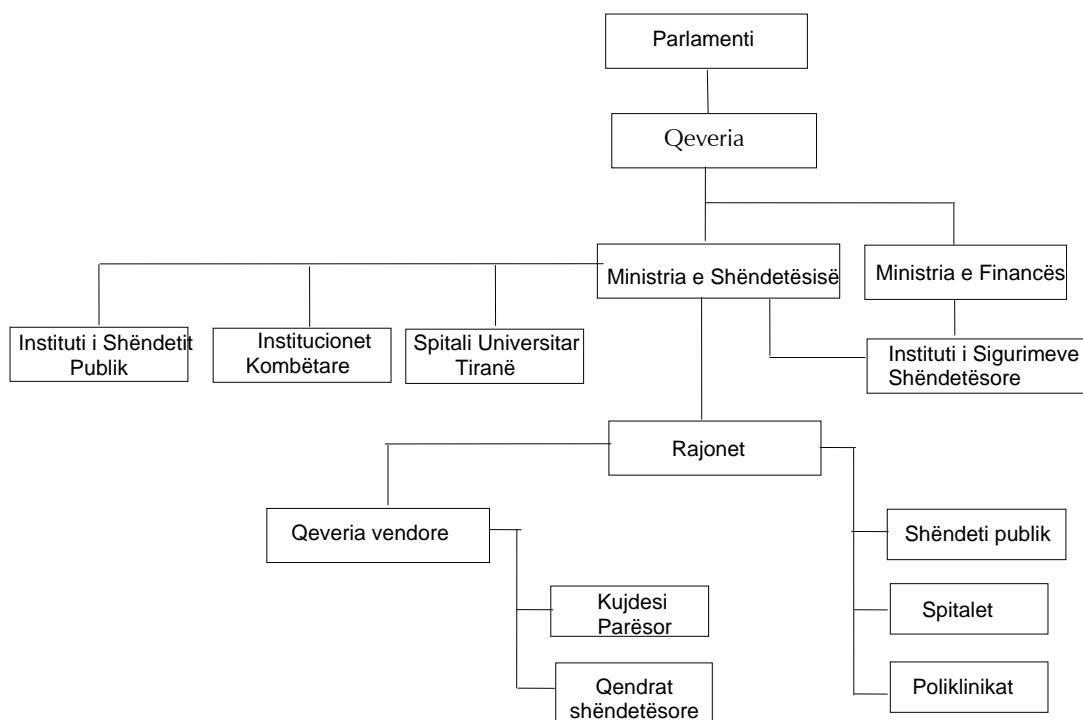 Parlamenti
Qeveria
Ministria e Shëndetësisë
Ministria e Financës
Instituti i Shëndetit
Publik
Institucionet
Kombëtare
Spitali Universitar
Tiranë
Instituti i Sigurimeve
Shëndetësore
Rajonet
Qeveria vendore
Shëndeti publik
Kujdesi
Parësor
Spitalet
Qendrat
shëndetësore
Poliklinikat